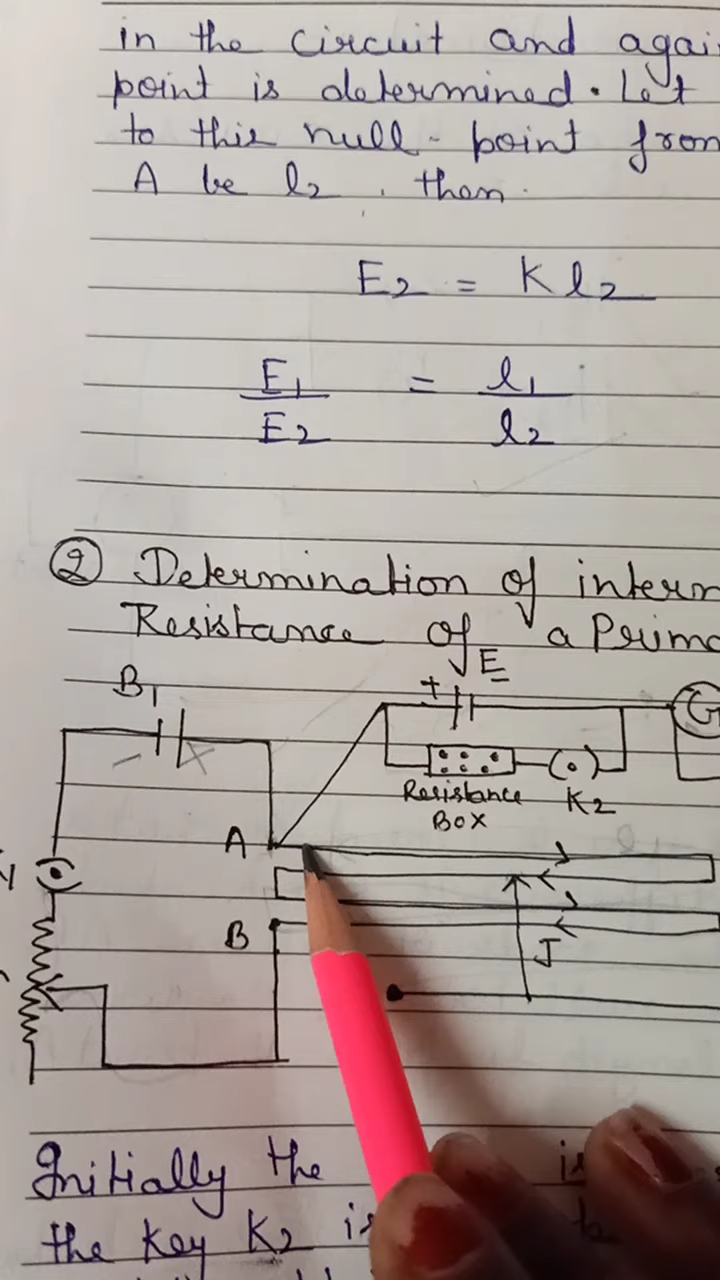 in the circuit and agai
point is determined. Let
to this null-point from
A be l2, then.
E2 = Kl2
E1 = l1
E2 l2
② Determination of intern
Resistance of a Prima
B1
+
E
G
Resistance
Box
K2
A
B
J
Initially the
the key K2 is